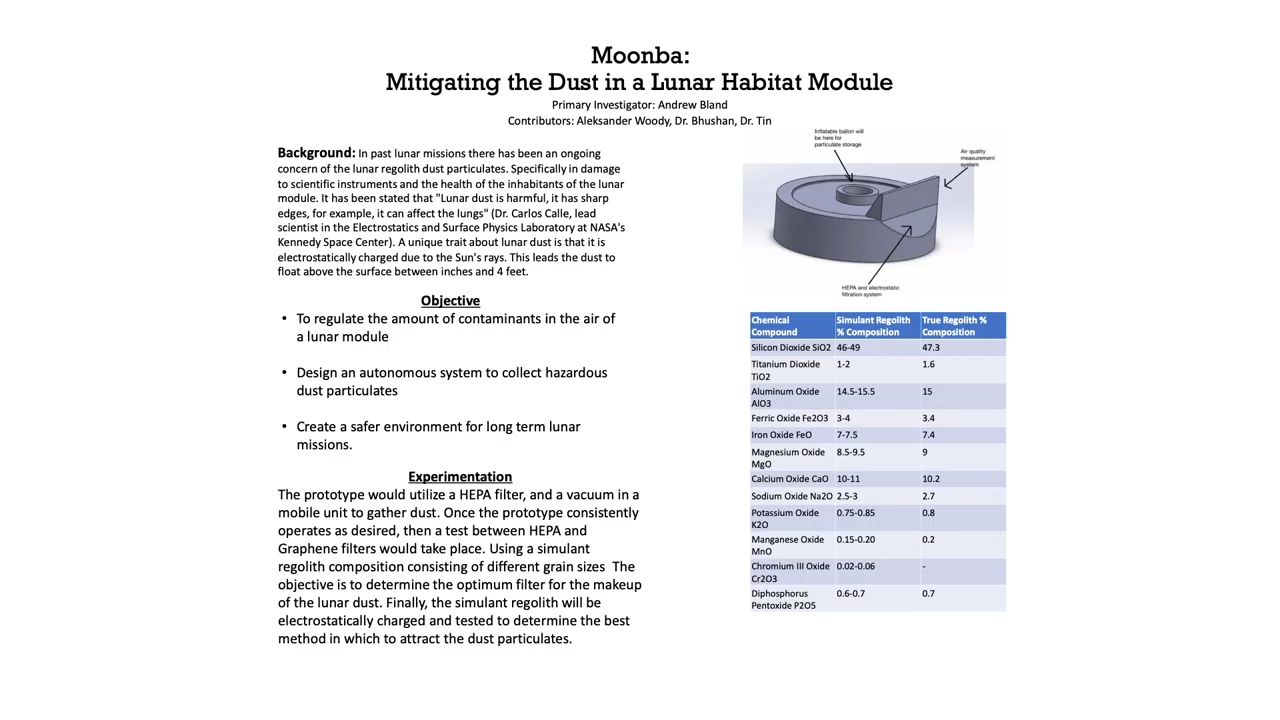 Moonba:
Mitigating the Dust in a Lunar Habitat Module
Primary Investigator: Andrew Bland
Contributors: Aleksander Woody, Dr. Bhushan, Dr. Tin
Background: In past lunar missions there has been an ongoing
concern of the lunar regolith dust particulates. Specifically in damage
to scientific instruments and the health of the inhabitants of the lunar
module. It has been stated that "Lunar dust is harmful, it has sharp
edges, for example, it can affect the lungs" (Dr. Carlos Calle, lead
scientist in the Electrostatics and Surface Physics Laboratory at NASA's
Kennedy Space Center). A unique trait about lunar dust is that it is
electrostatically charged due to the Sun's rays. This leads the dust to
float above the surface between inches and 4 feet.
Objective
• To regulate the amount of contaminants in the air of
a lunar module
• Design an autonomous system to collect hazardous
dust particulates
• Create a safer environment for long term lunar
missions.
Experimentation
The prototype would utilize a HEPA filter, and a vacuum in a
mobile unit to gather dust. Once the prototype consistently
operates as desired, then a test between HEPA and
Graphene filters would take place. Using a simulant
regolith composition consisting of different grain sizes  The
objective is to determine the optimum filter for the makeup
of the lunar dust. Finally, the simulant regolith will be
electrostatically charged and tested to determine the best
method in which to attract the dust particulates.
Inflatable ballon will
be here for
particulate storage
Air quality
measurement
system
HEPA and electrostatic
filtration system
Chemical Compound | Simulant Regolith % Composition | True Regolith % Composition
Silicon Dioxide SiO2 46-49 47.3
Titanium Dioxide TiO2 1-2 1.6
Aluminum Oxide AlO3 14.5-15.5 15
Ferric Oxide Fe2O3 3-4 3.4
Iron Oxide FeO 7-7.5 7.4
Magnesium Oxide MgO 8.5-9.5 9
Calcium Oxide CaO 10-11 10.2
Sodium Oxide Na2O 2.5-3 2.7
Potassium Oxide K2O 0.75-0.85 0.8
Manganese Oxide MnO 0.15-0.20 0.2
Chromium III Oxide Cr2O3 0.02-0.06 -
Diphosphorus Pentoxide P2O5 0.6-0.7 0.7